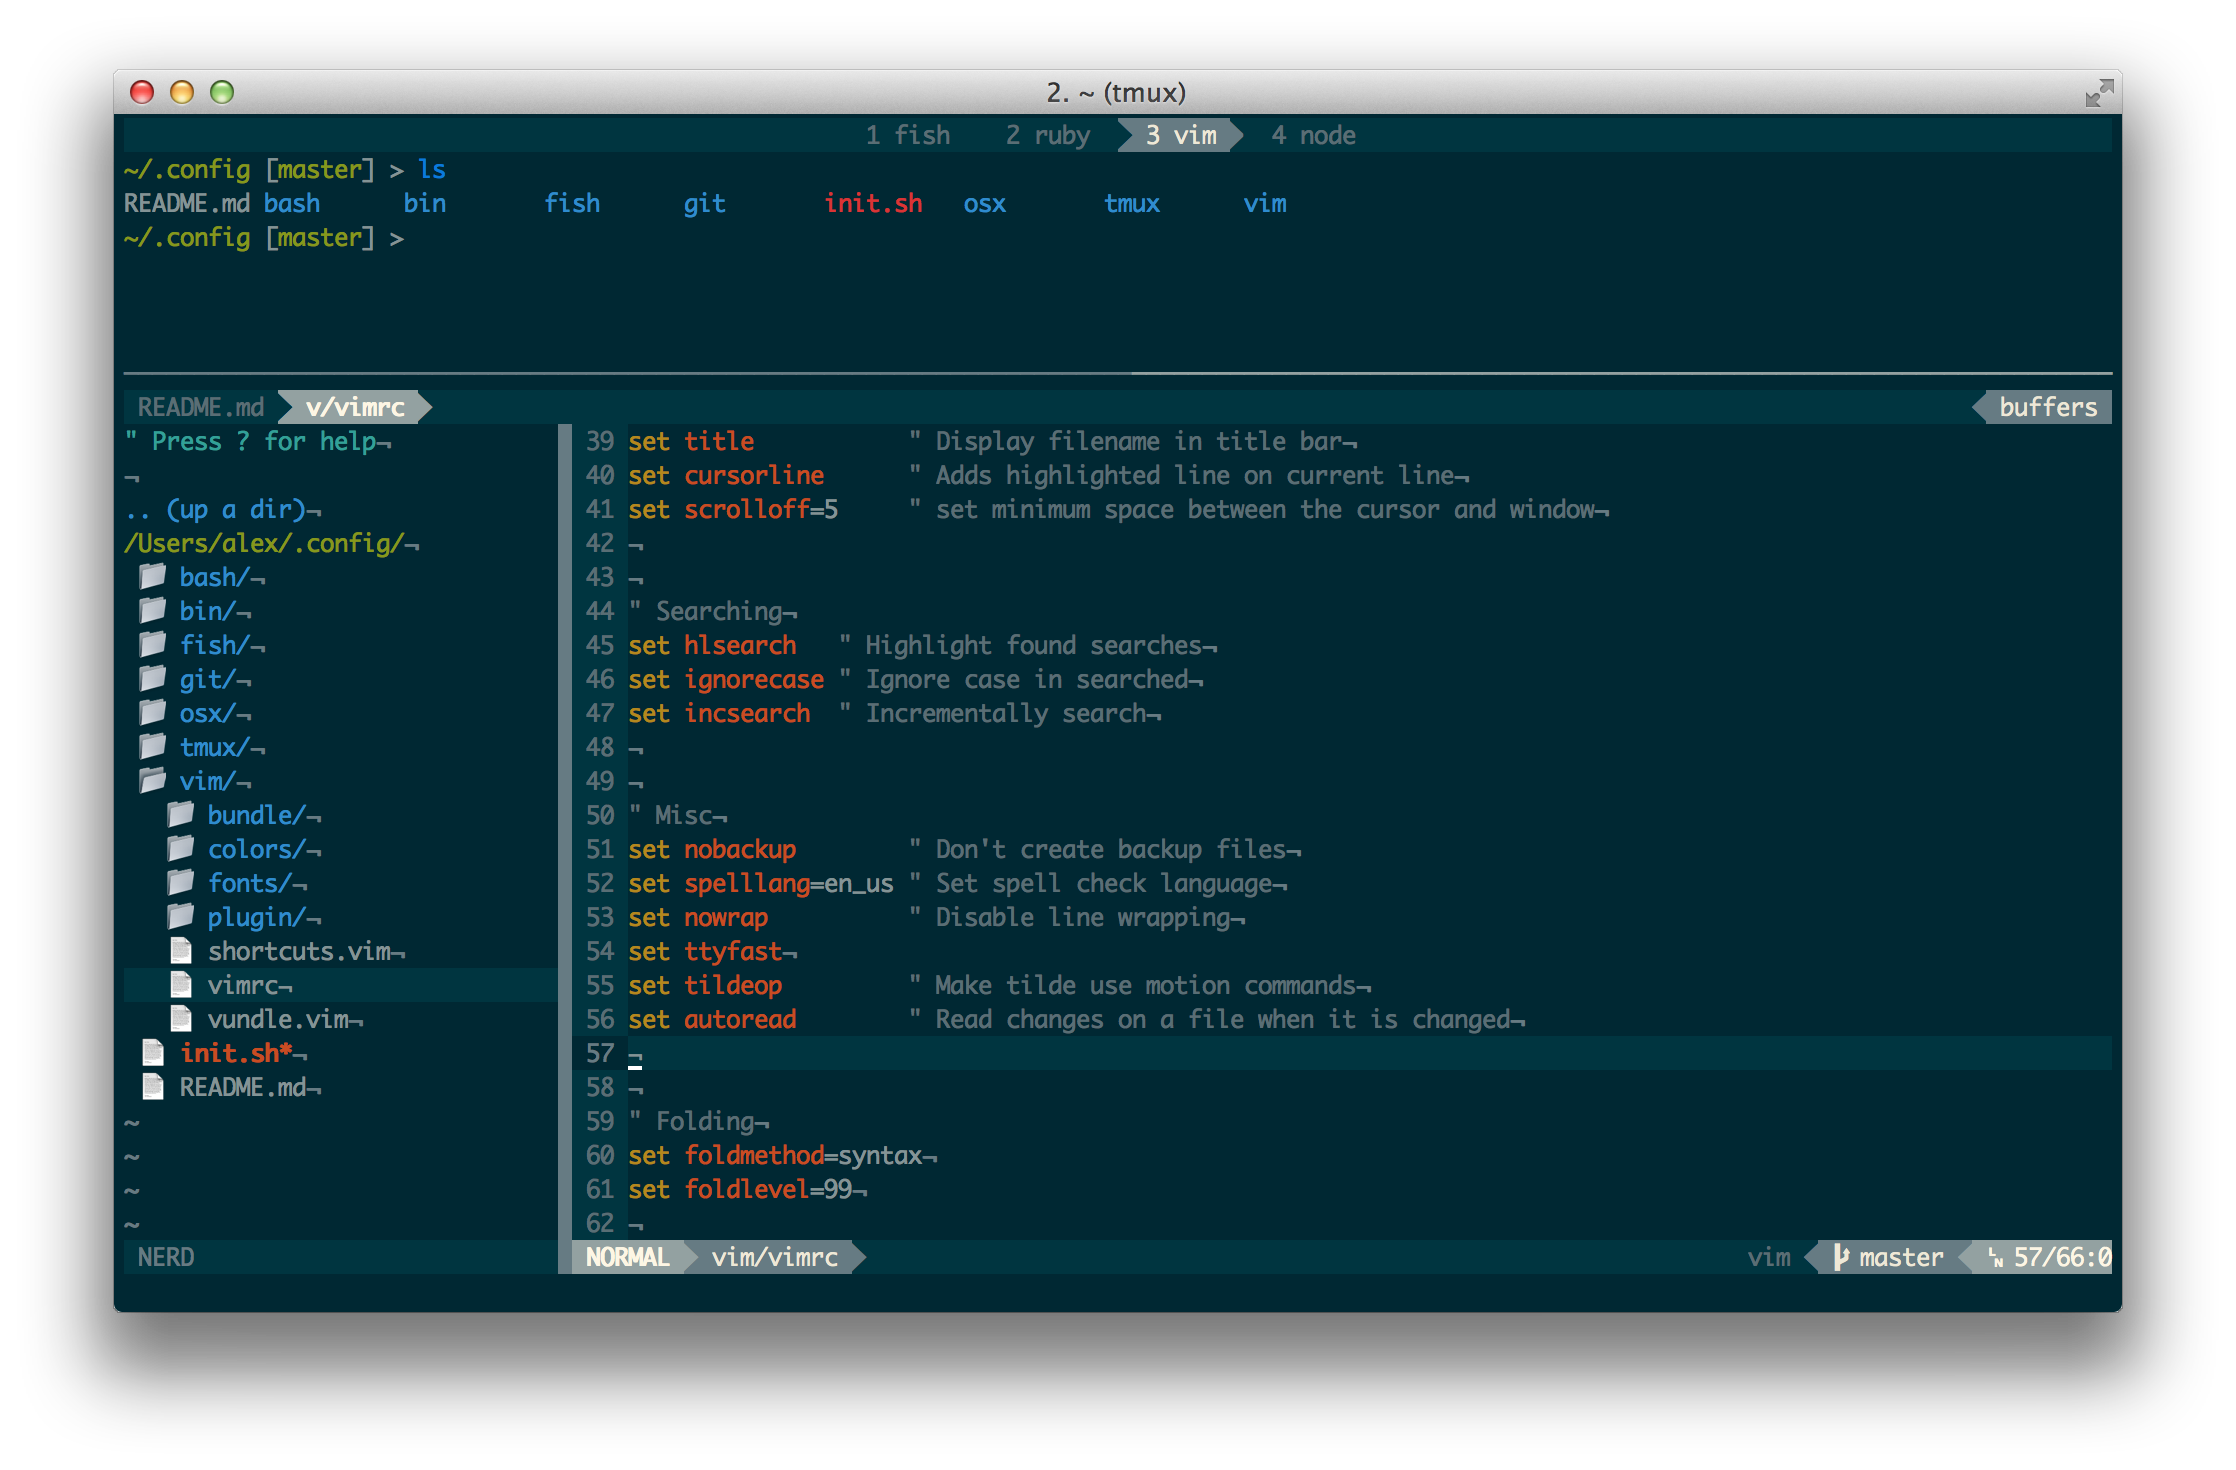 2. ~ (tmux)
1 fish 2 ruby 3 vim 4 node
~/.config [master] > ls
README.md bash bin fish git init.sh osx tmux vim
~/.config [master] >
README.md v/vimrc buffers
" Press ? for help¬
¬
.. (up a dir)¬
/Users/alex/.config/¬
bash/¬
bin/¬
fish/¬
git/¬
osx/¬
tmux/¬
vim/¬
bundle/¬
colors/¬
fonts/¬
plugin/¬
shortcuts.vim¬
vimrc¬
vundle.vim¬
init.sh*¬
README.md¬
~
~
~
~
NERD
39 set title " Display filename in title bar¬
40 set cursorline " Adds highlighted line on current line¬
41 set scrolloff=5 " set minimum space between the cursor and window¬
42 ¬
43 ¬
44 " Searching¬
45 set hlsearch " Highlight found searches¬
46 set ignorecase " Ignore case in searched¬
47 set incsearch " Incrementally search¬
48 ¬
49 ¬
50 " Misc¬
51 set nobackup " Don't create backup files¬
52 set spelllang=en_us " Set spell check language¬
53 set nowrap " Disable line wrapping¬
54 set ttyfast¬
55 set tildeop " Make tilde use motion commands¬
56 set autoread " Read changes on a file when it is changed¬
57 ¬
58 ¬
59 " Folding¬
60 set foldmethod=syntax¬
61 set foldlevel=99¬
62 ¬
NORMAL vim/vimrc vim master LN 57/66:0